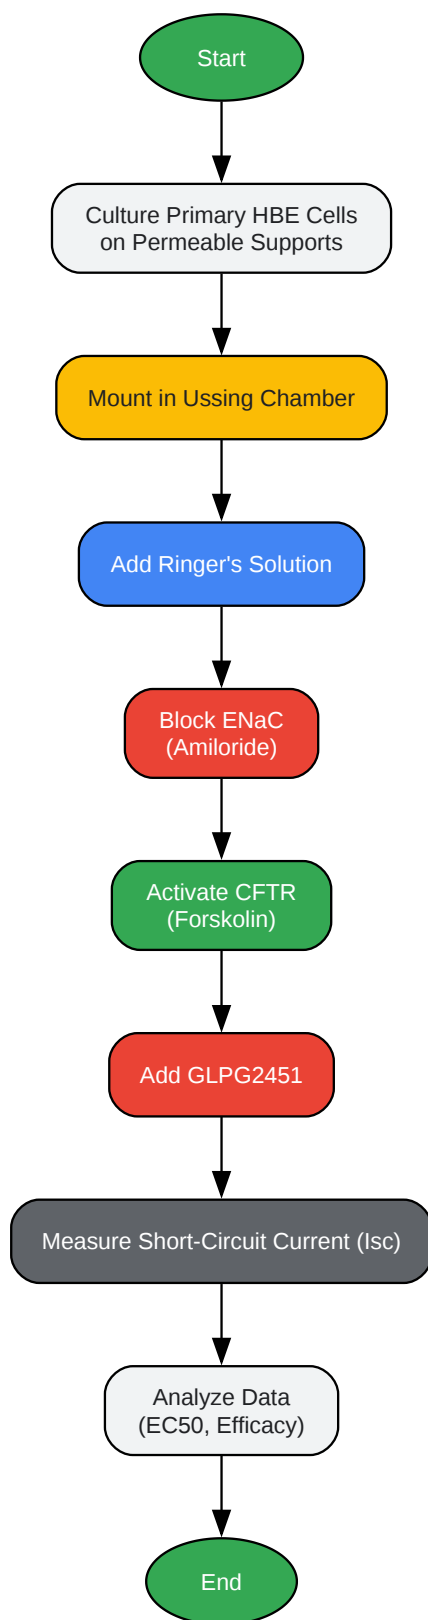 Start
Culture Primary HBE Cells
on Permeable Supports
Mount in Ussing Chamber
Add Ringer's Solution
Block ENaC
(Amiloride)
Activate CFTR
(Forskolin)
Add GLPG2451
Measure Short-Circuit Current (Isc)
Analyze Data
(EC50, Efficacy)
End